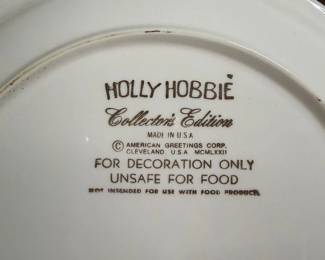 HOLLY HOBBIE
Collector's Edition
MADE IN U.S.A
© AMERICAN GREETINGS CORP.
CLEVELAND. U.S.A MCMLXXII
FOR DECORATION ONLY
UNSAFE FOR FOOD
NOT INTENDED FOR USE WITH FOOD PRODUCTS.